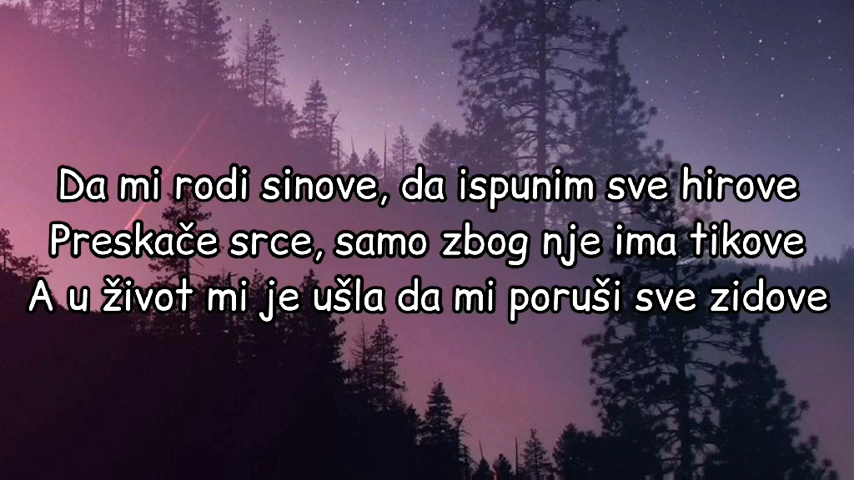 Da mi rodi sinove, da ispunim sve hirove
Preskače srce, samo zbog nje ima tikove
A u život mi je ušla da mi poruši sve zidove